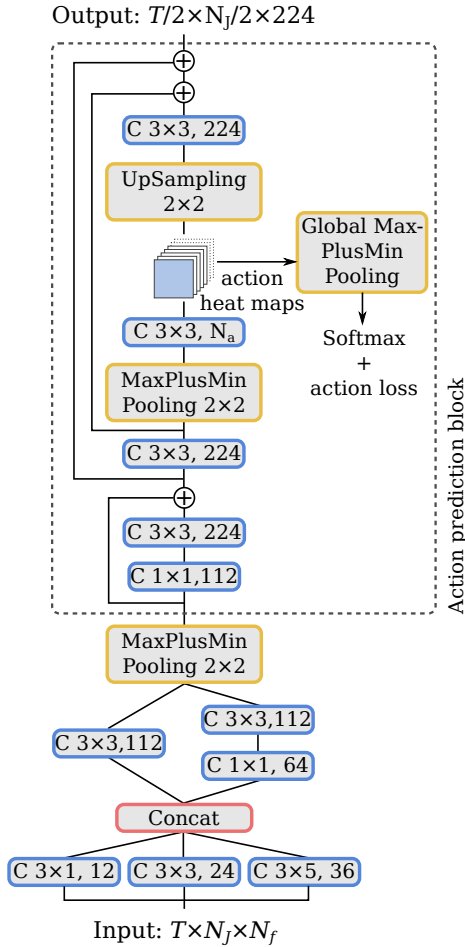 Output: T/2×N_J/2×224
C 3×3, 224
UpSampling
2×2
Global Max-
PlusMin
Pooling
action
heat maps
Softmax
+
action loss
C 3×3, N_a
MaxPlusMin
Pooling 2×2
C 3×3, 224
C 3×3, 224
C 1×1,112
Action prediction block
MaxPlusMin
Pooling 2×2
C 3×3,112
C 3×3,112
C 1×1, 64
Concat
C 3×1, 12
C 3×3, 24
C 3×5, 36
Input: T×N_J×N_f